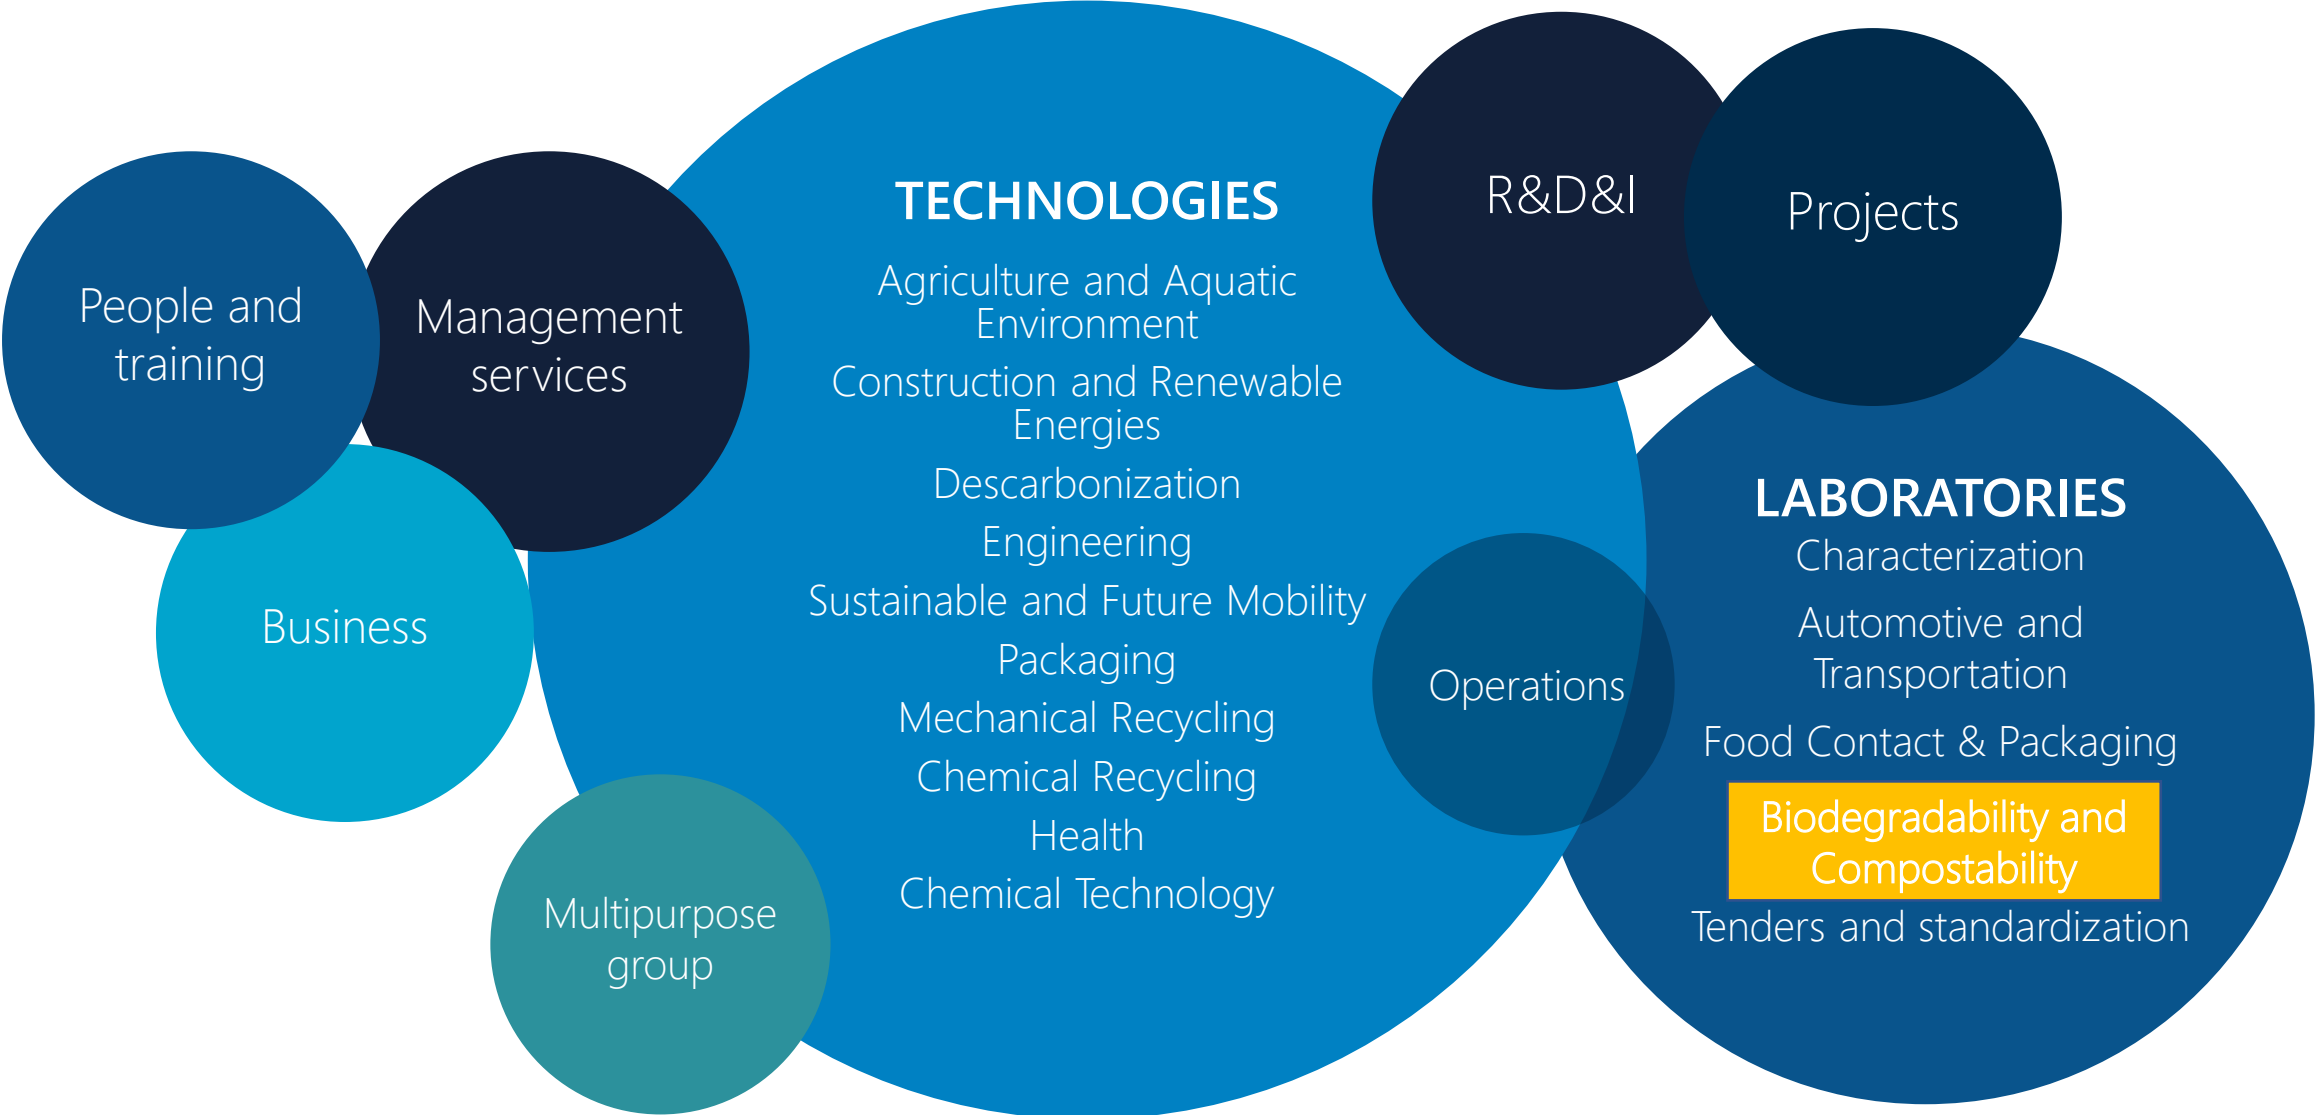 People and
training
Management
services
Business
Multipurpose
group
TECHNOLOGIES
Agriculture and Aquatic
Environment
Construction and Renewable
Energies
Descarbonization
Engineering
Sustainable and Future Mobility
Packaging
Mechanical Recycling
Chemical Recycling
Health
Chemical Technology
R&D&I
Projects
Operations
LABORATORIES
Characterization
Automotive and
Transportation
Food Contact & Packaging
Biodegradability and
Compostability
Tenders and standardization